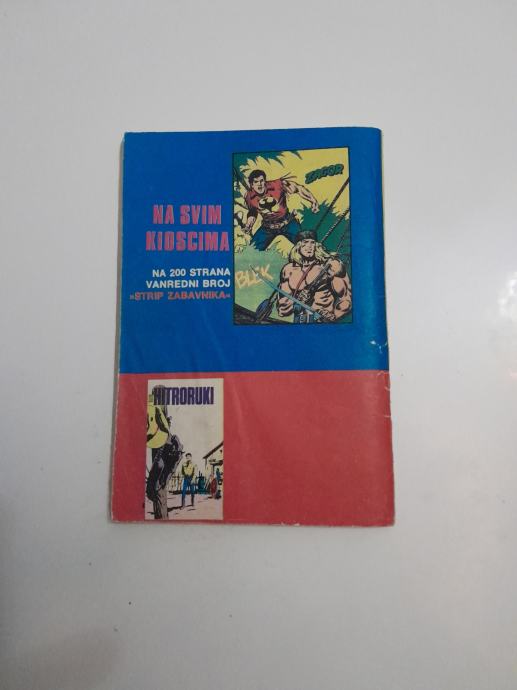 ZAGOR
NA SVIM
KIOSCIMA
BLEK
NA 200 STRANA
VANREDNI BROJ
»STRIP ZABAVNIKA«
HITRORUKI